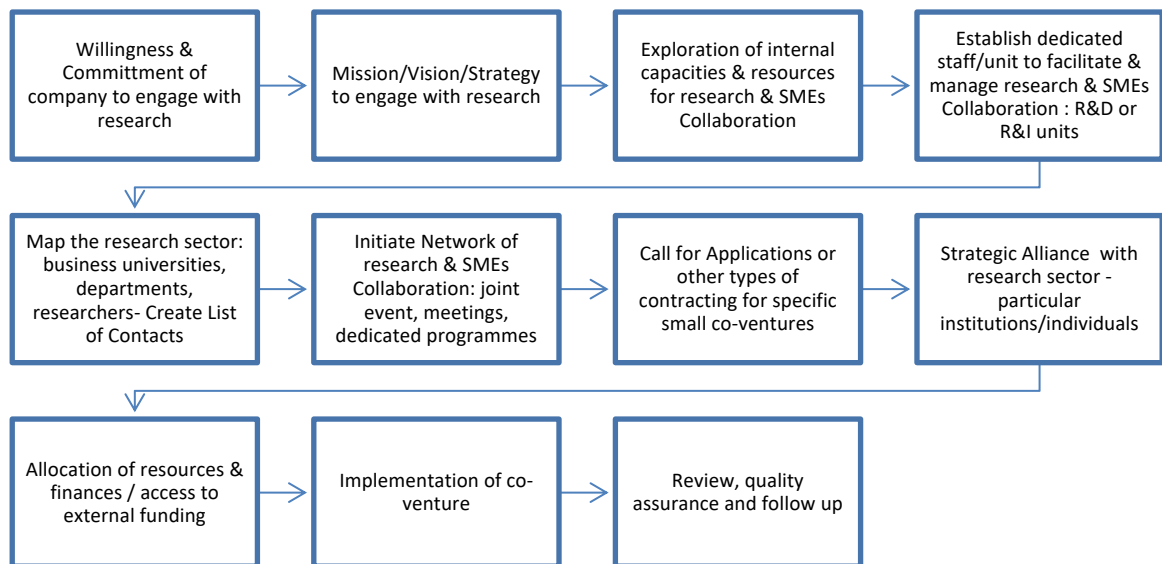 Willingness &
Committment of
company to engage with
research
Mission/Vision/Strategy
to engage with research
Exploration of internal
capacities & resources
for research & SMEs
Collaboration
Establish dedicated
staff/unit to facilitate &
manage research & SMEs
Collaboration : R&D or
R&I units
Map the research sector:
business universities,
departments,
researchers- Create List
of Contacts
Initiate Network of
research & SMEs
Collaboration: joint
event, meetings,
dedicated programmes
Call for Applications or
other types of
contracting for specific
small co-ventures
Strategic Alliance with
research sector -
particular
institutions/individuals
Allocation of resources &
finances / access to
external funding
Implementation of co-
venture
Review, quality
assurance and follow up